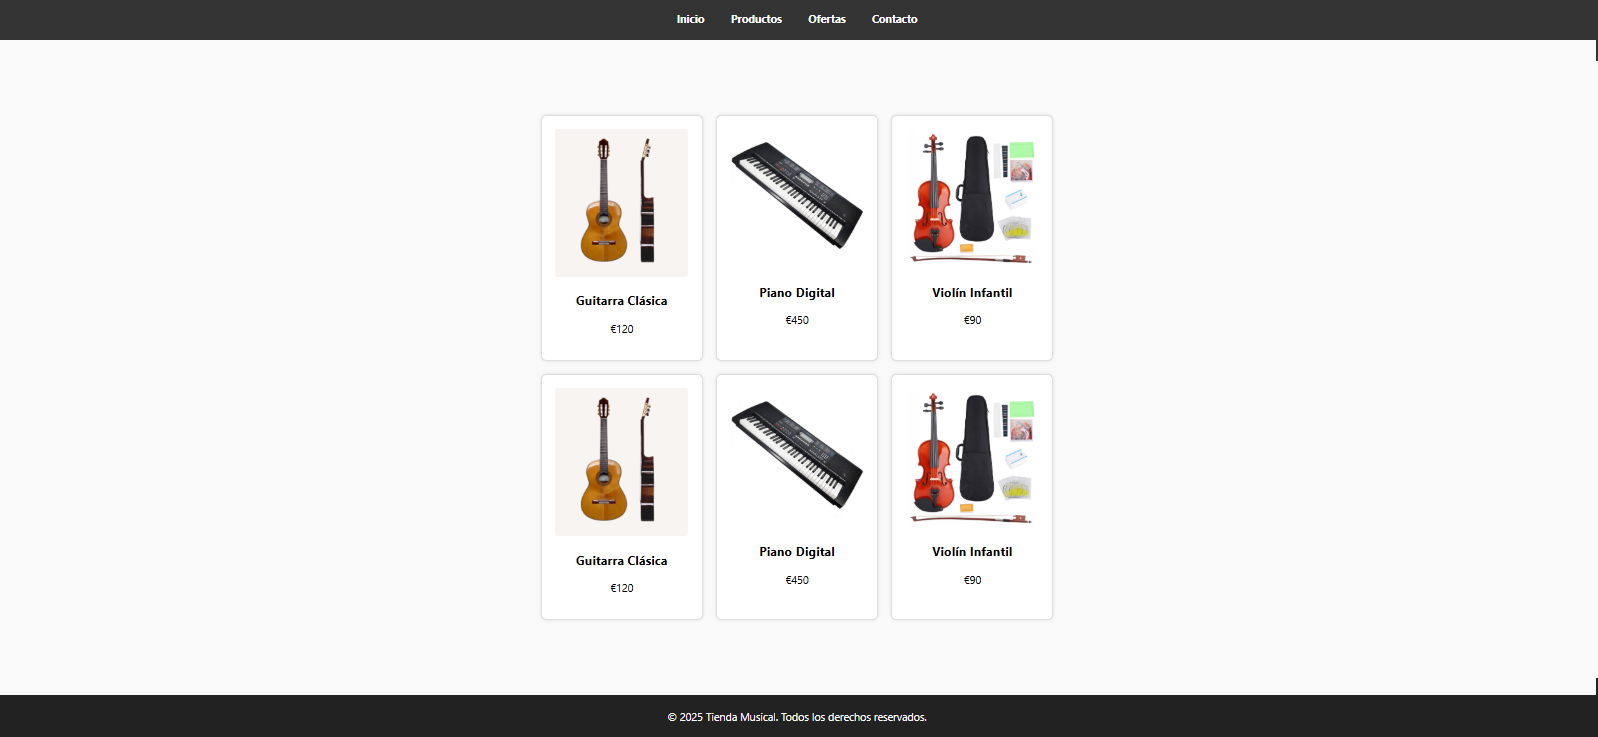 Inicio Productos Ofertas Contacto
Guitarra Clásica Piano Digital Violín Infantil
€120 €450 €90
Guitarra Clásica Piano Digital Violín Infantil
€120 €450 €90
© 2025 Tienda Musical. Todos los derechos reservados.